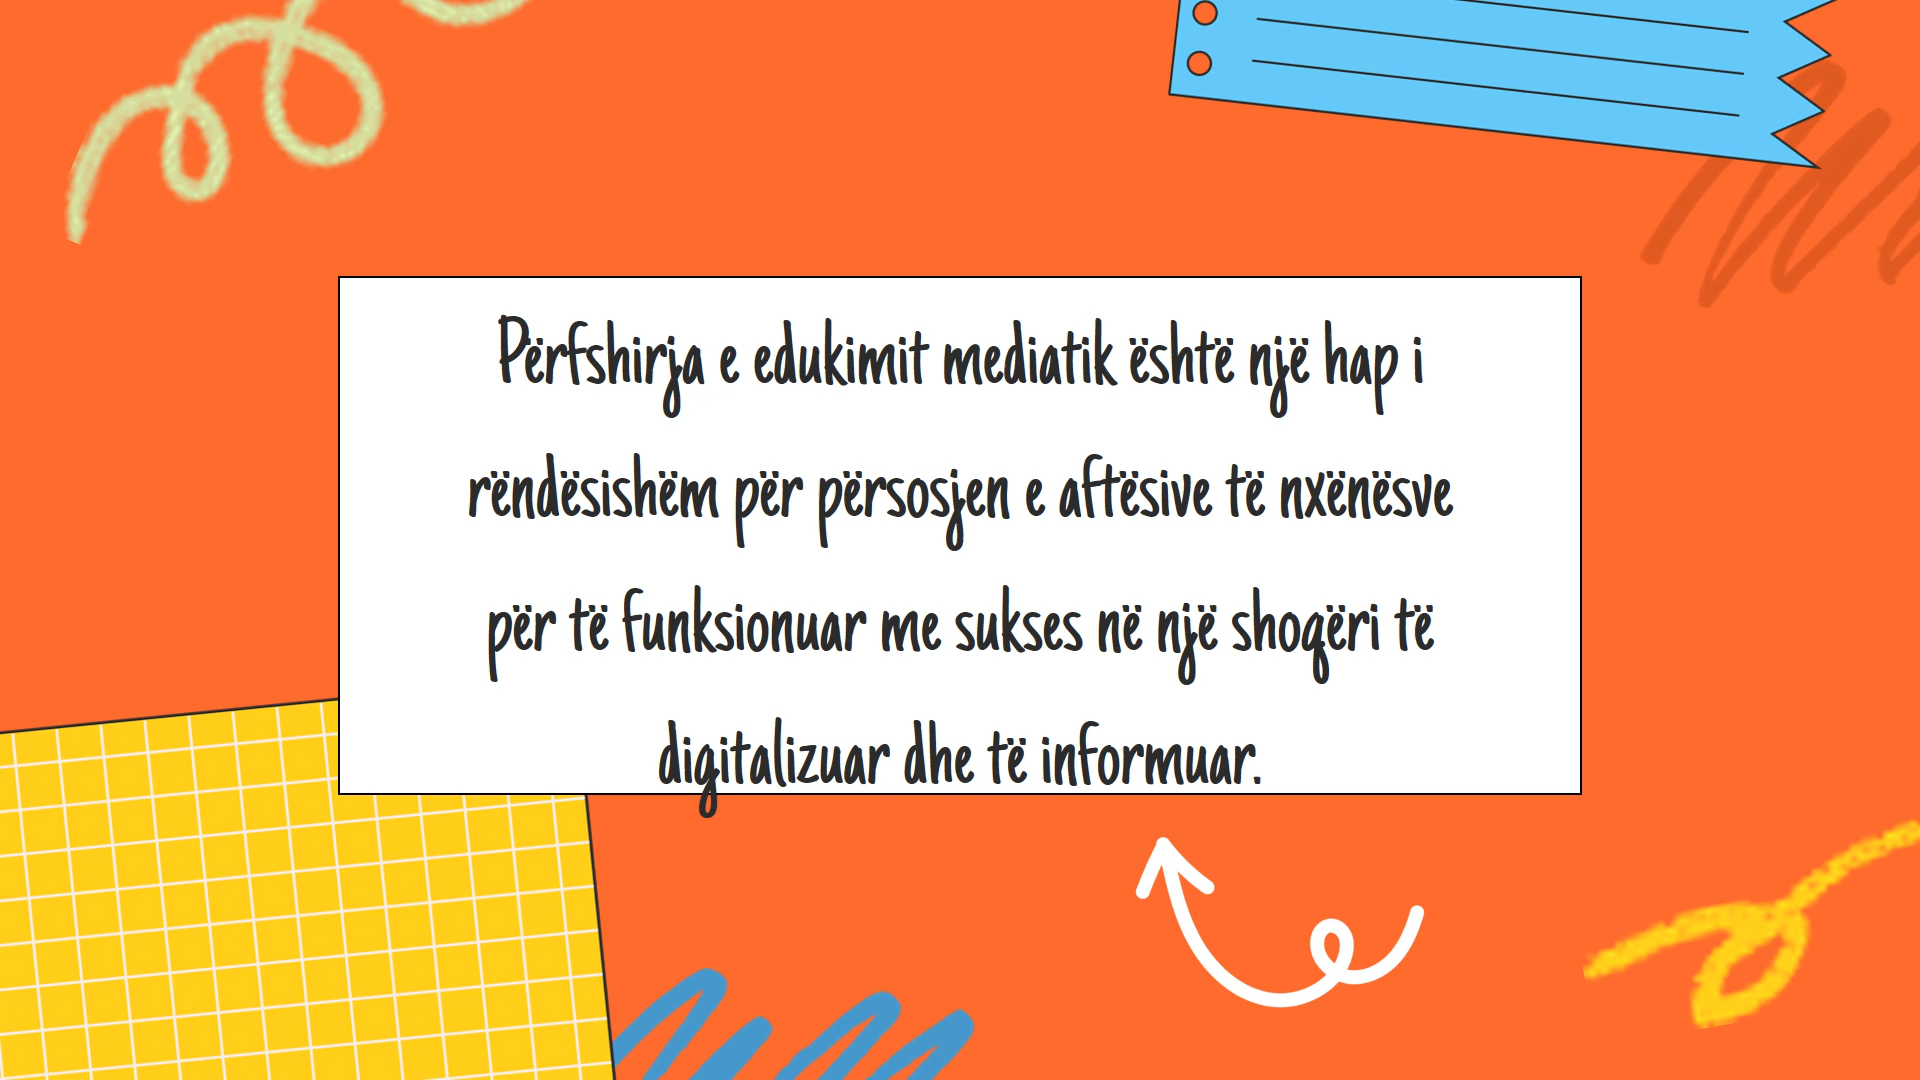 Përfshirja e edukimit mediatik është një hap i
rëndësishëm për përsosjen e aftësive të nxënësve
për të funksionuar me sukses në një shoqëri të
digitalizuar dhe të informuar.